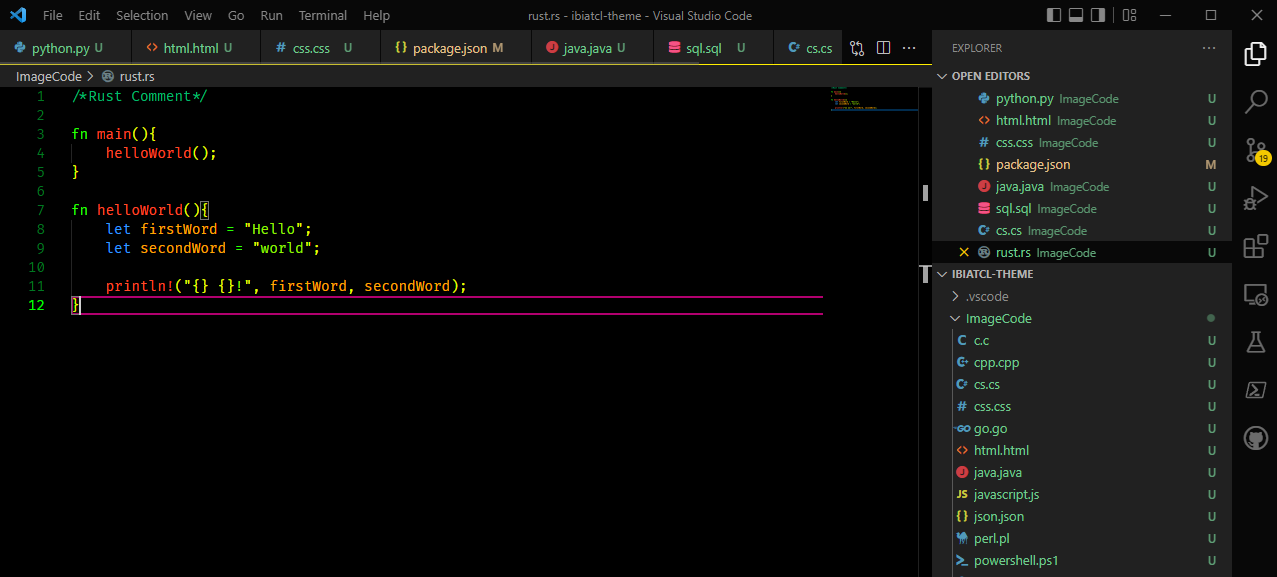 File Edit Selection View Go Run Terminal Help rust.rs - ibiatcl-theme - Visual Studio Code
python.py U html.html U # css.css U {} package.json M java.java U sql.sql U cs.cs
ImageCode > rust.rs
1 /*Rust Comment*/
2
3 fn main(){
4 helloWorld();
5 }
6
7 fn helloWorld(){
8 let firstWord = "Hello";
9 let secondWord = "world";
10
11 println!("{} {}!", firstWord, secondWord);
12 }
EXPLORER
OPEN EDITORS
python.py ImageCode U
html.html ImageCode U
# css.css ImageCode U
{} package.json M
java.java ImageCode U
sql.sql ImageCode U
cs.cs ImageCode U
rust.rs ImageCode U
IBIATCL-THEME
.vscode
ImageCode
C c.c U
cpp.cpp U
cs.cs U
# css.css U
GO go.go U
html.html U
J java.java U
JS javascript.js U
{} json.json U
perl.pl U
powershell.ps1 U
19